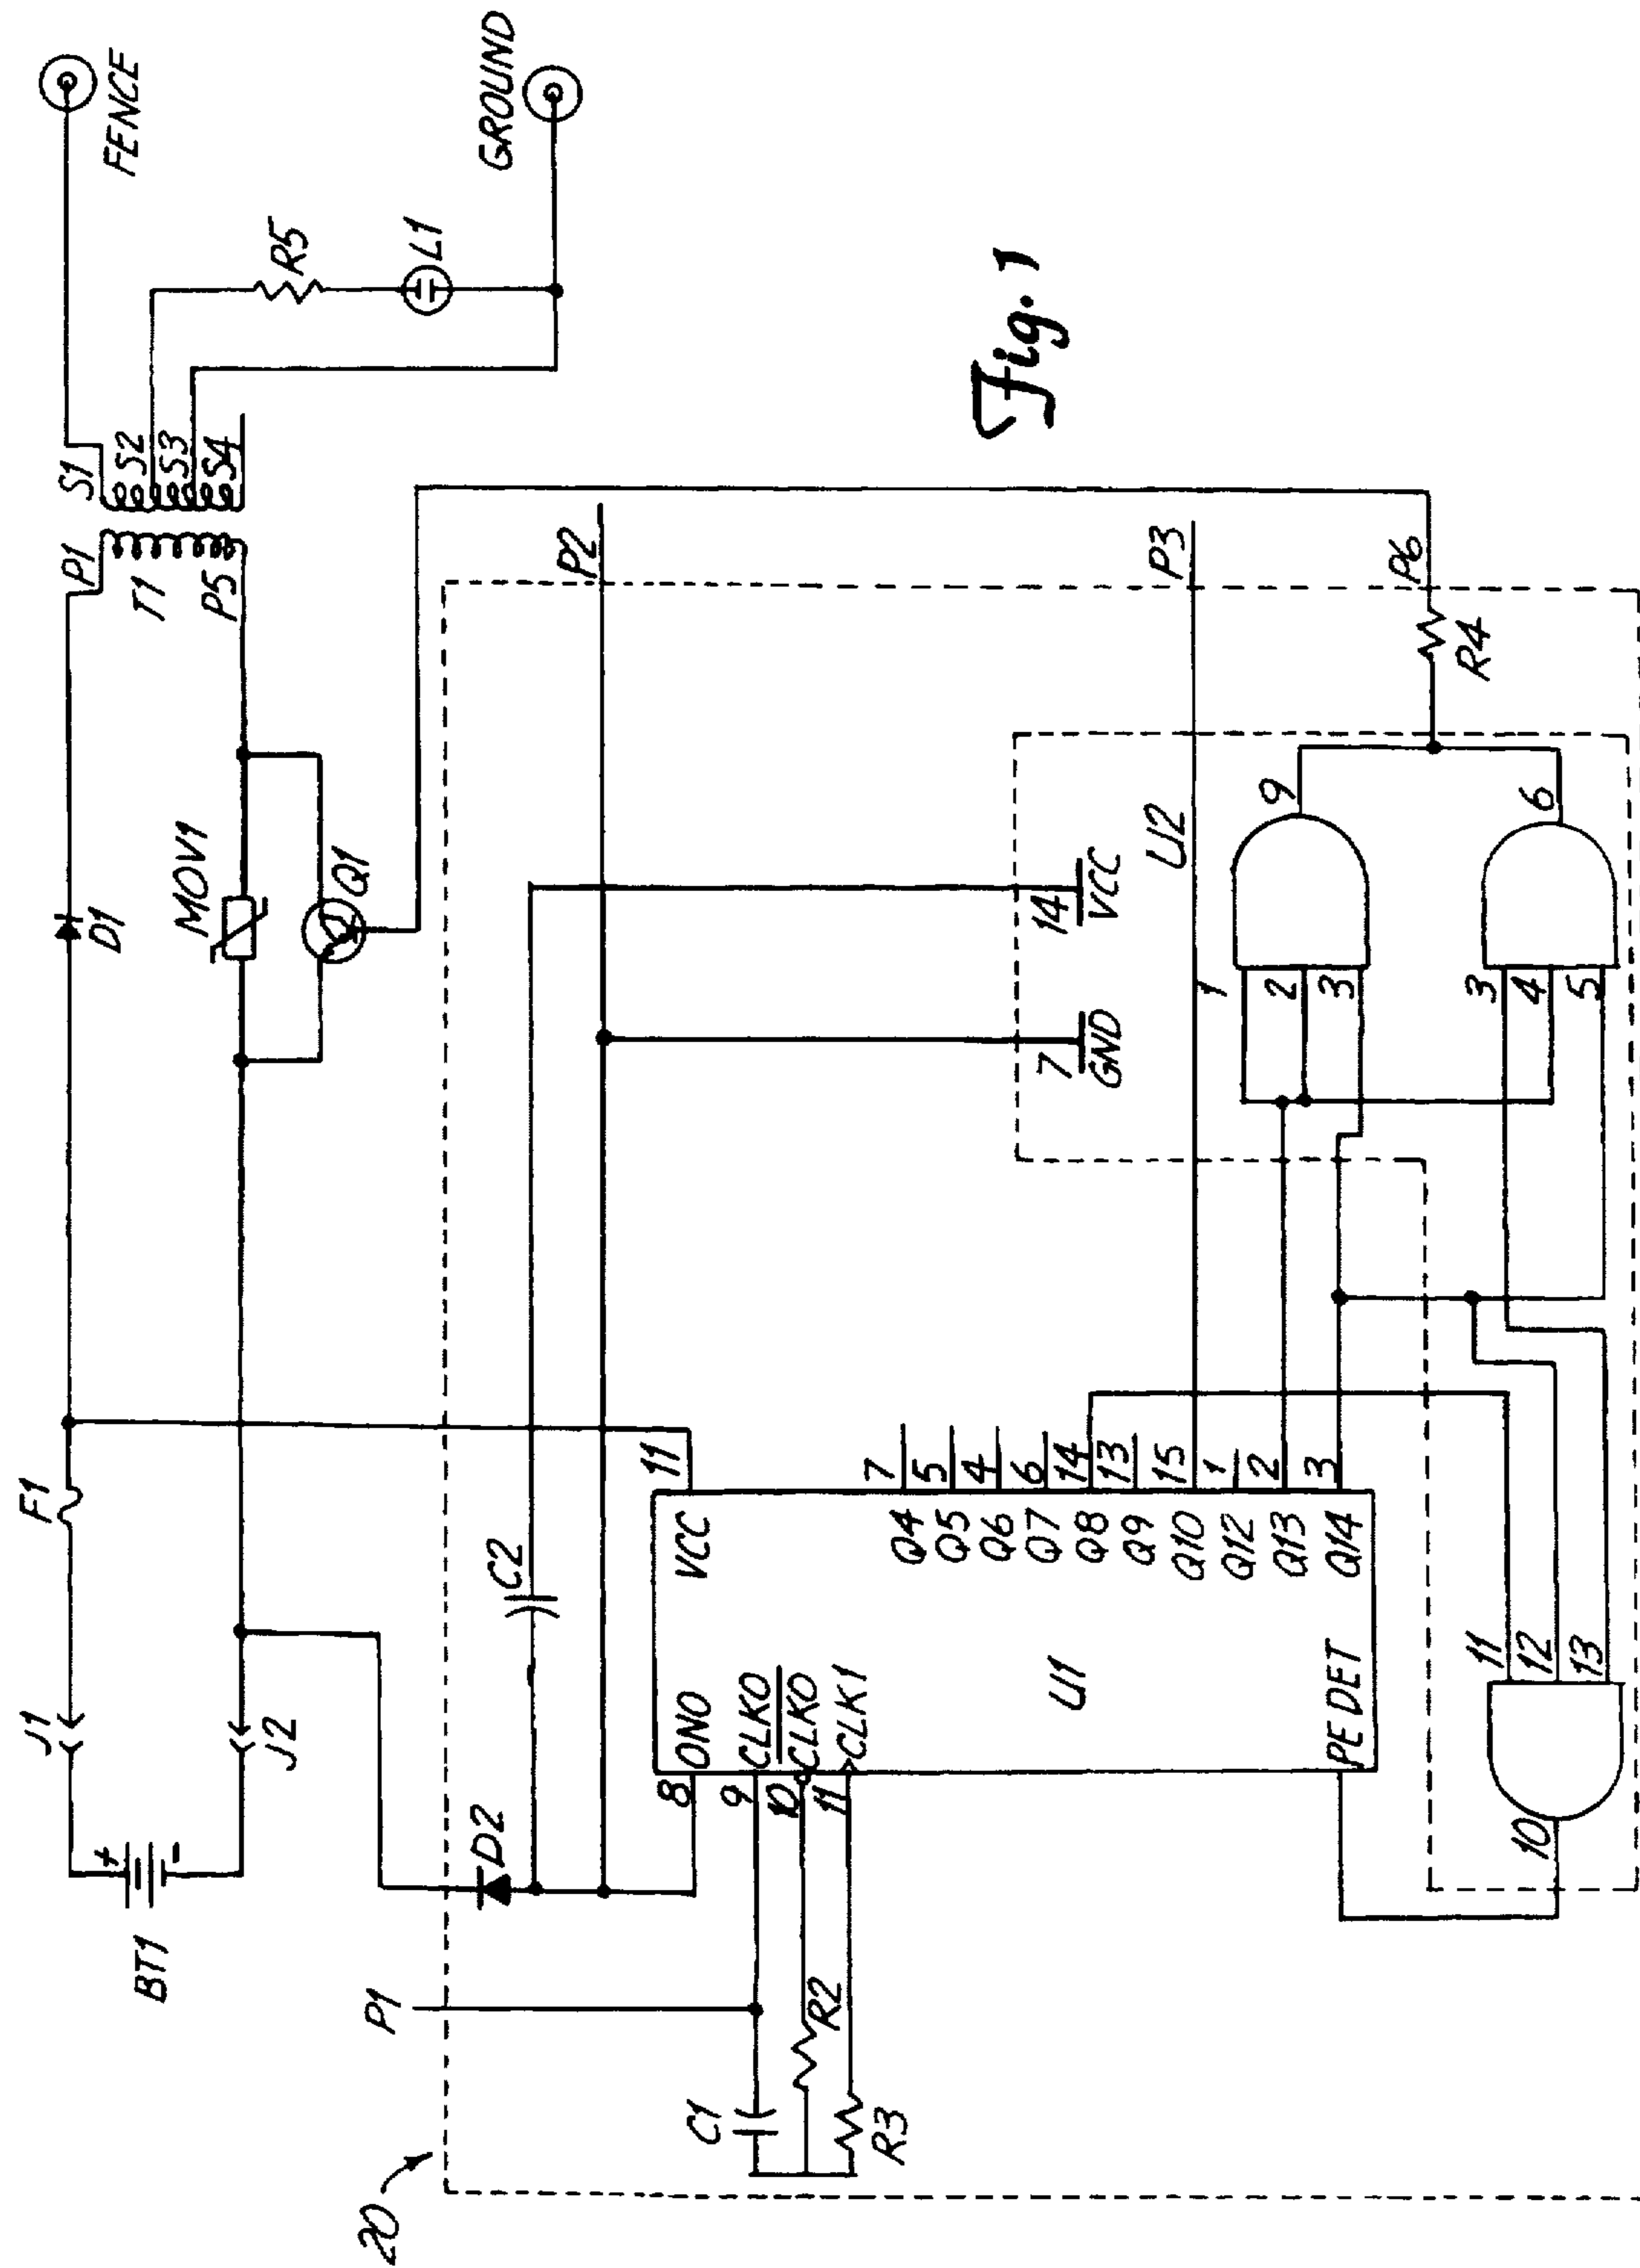 Fig. 1
20
BT1
+
-
J1
J2
F1
D1
MOV1
Q1
P1
T1
P5
S1
S2
S3
S4
R5
L1
FENCE
GROUND
P1
D2
C2
P2
P3
P6
R4
C1
R2
R3
8 GND
9 CLKO
10 CLKO
11 CLK1
U1
VCC 11
Q4 7
Q5 5
Q6 4
Q7 6
Q8 14
Q9 13
Q10 15
Q12 1
Q13 2
Q14 3
PE DET
U2
14 VCC
7 GND
1
2
3
9
3
4
5
6
11
12
13
10